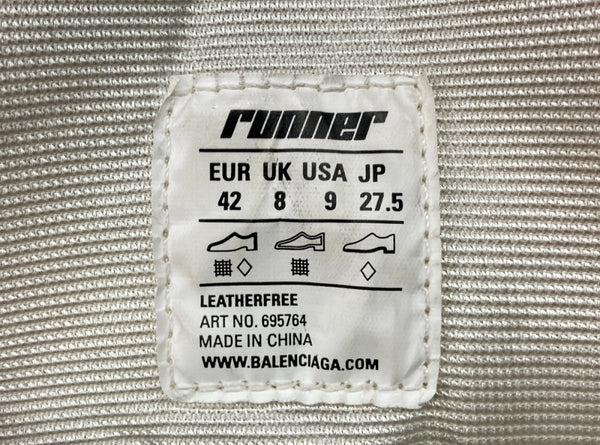 runner
EUR UK USA JP
42 8 9 27.5
LEATHERFREE
ART NO. 695764
MADE IN CHINA
WWW.BALENCIAGA.COM